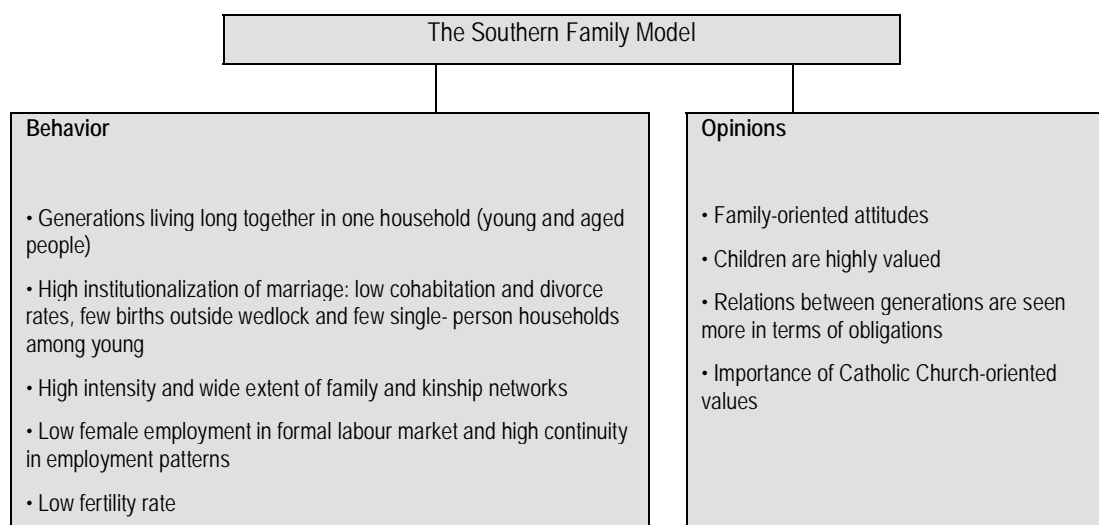 The Southern Family Model
Behavior
• Generations living long together in one household (young and aged
people)
• High institutionalization of marriage: low cohabitation and divorce
rates, few births outside wedlock and few single- person households
among young
• High intensity and wide extent of family and kinship networks
• Low female employment in formal labour market and high continuity
in employment patterns
• Low fertility rate
Opinions
• Family-oriented attitudes
• Children are highly valued
• Relations between generations are seen
more in terms of obligations
• Importance of Catholic Church-oriented
values